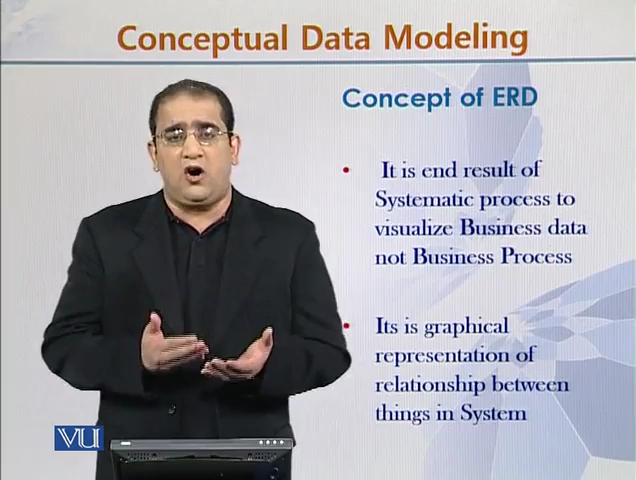 Conceptual Data Modeling
Concept of ERD
• It is end result of
Systematic process to
visualize Business data
not Business Process
• Its is graphical
representation of
relationship between
things in System
VU